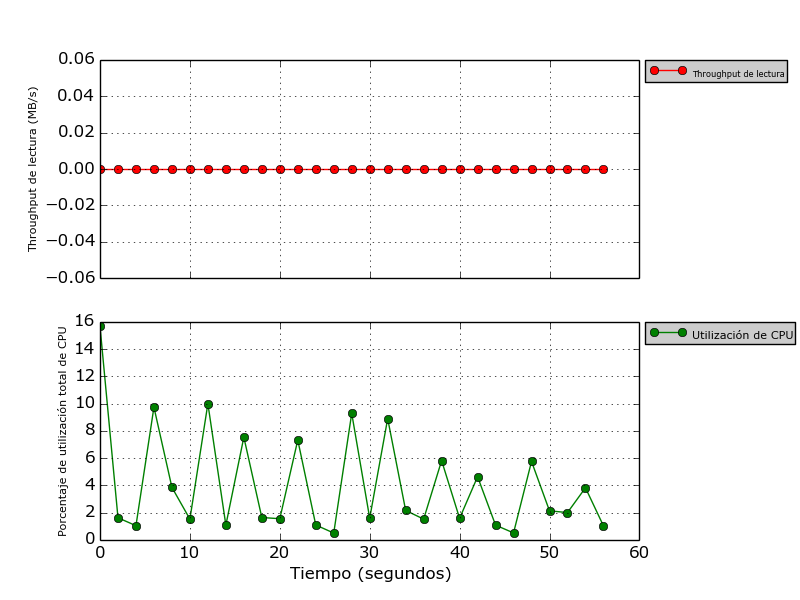 Throughput de lectura (MB/s)
0.06
0.04
0.02
0.00
−0.02
−0.04
−0.06
Throughput de lectura
Porcentaje de utilización total de CPU
16
14
12
10
8
6
4
2
0
Utilización de CPU
0 10 20 30 40 50 60
Tiempo (segundos)